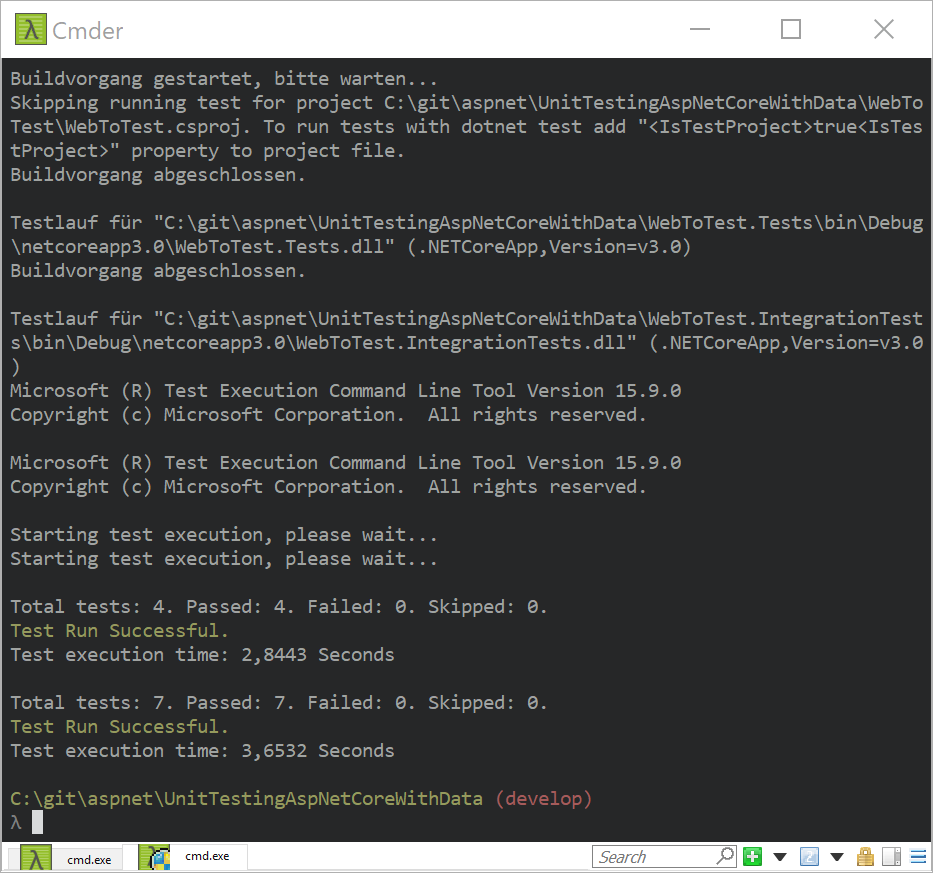 Cmder
Buildvorgang gestartet, bitte warten...
Skipping running test for project C:\git\aspnet\UnitTestingAspNetCoreWithData\WebTo
Test\WebToTest.csproj. To run tests with dotnet test add "<IsTestProject>true<IsTes
tProject>" property to project file.
Buildvorgang abgeschlossen.
Testlauf für "C:\git\aspnet\UnitTestingAspNetCoreWithData\WebToTest.Tests\bin\Debug
\netcoreapp3.0\WebToTest.Tests.dll" (.NETCoreApp,Version=v3.0)
Buildvorgang abgeschlossen.
Testlauf für "C:\git\aspnet\UnitTestingAspNetCoreWithData\WebToTest.IntegrationTest
s\bin\Debug\netcoreapp3.0\WebToTest.IntegrationTests.dll" (.NETCoreApp,Version=v3.0
)
Microsoft (R) Test Execution Command Line Tool Version 15.9.0
Copyright (c) Microsoft Corporation.  All rights reserved.
Microsoft (R) Test Execution Command Line Tool Version 15.9.0
Copyright (c) Microsoft Corporation.  All rights reserved.
Starting test execution, please wait...
Starting test execution, please wait...
Total tests: 4. Passed: 4. Failed: 0. Skipped: 0.
Test Run Successful.
Test execution time: 2,8443 Seconds
Total tests: 7. Passed: 7. Failed: 0. Skipped: 0.
Test Run Successful.
Test execution time: 3,6532 Seconds
C:\git\aspnet\UnitTestingAspNetCoreWithData (develop)
λ
λ cmd.exe λ cmd.exe Search 2